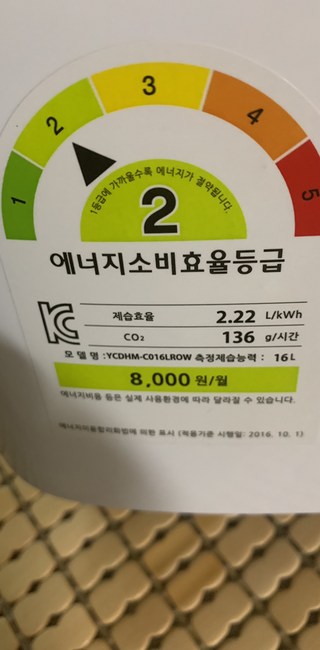 1 2 3 4 5
1등급에 가까울수록 에너지가 절약됩니다.
2
에너지소비효율등급
제습효율 2.22 L/kWh
CO₂ 136 g/시간
모 델 명 :YCDHM-C016LROW 측정제습능력 : 16L
8,000 원/월
에너지비용 등은 실제 사용환경에 따라 달라질 수 있습니다.
에너지이용합리화법에 의한 표시 (적용기준 시행일: 2016. 10. 1)